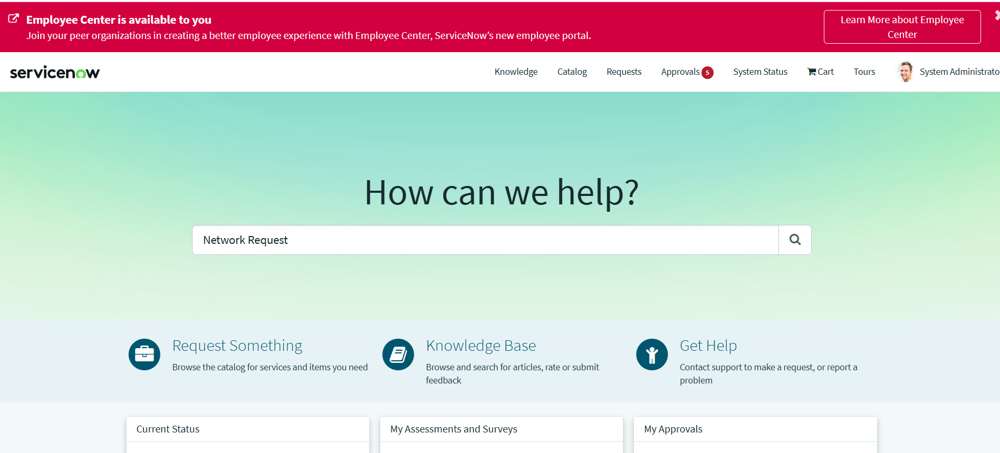 Employee Center is available to you
Join your peer organizations in creating a better employee experience with Employee Center, ServiceNow’s new employee portal.
Learn More about Employee
Center
servicenow
Knowledge Catalog Requests Approvals 5 System Status Cart Tours System Administrato
How can we help?
Network Request
Request Something
Browse the catalog for services and items you need
Knowledge Base
Browse and search for articles, rate or submit
feedback
Get Help
Contact support to make a request, or report a
problem
Current Status
My Assessments and Surveys
My Approvals